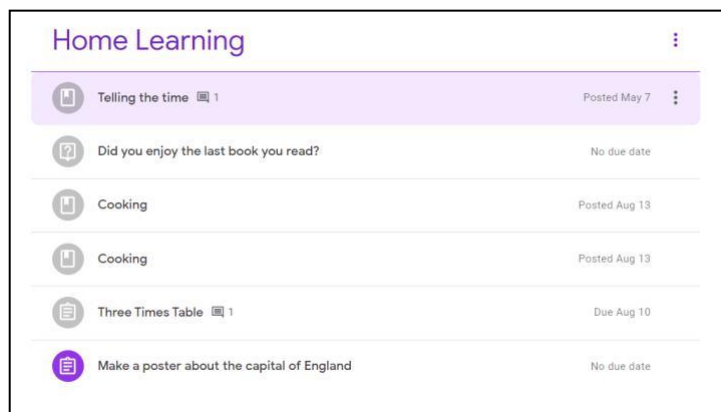 Home Learning
Telling the time 1 Posted May 7
Did you enjoy the last book you read? No due date
Cooking Posted Aug 13
Cooking Posted Aug 13
Three Times Table 1 Due Aug 10
Make a poster about the capital of England No due date